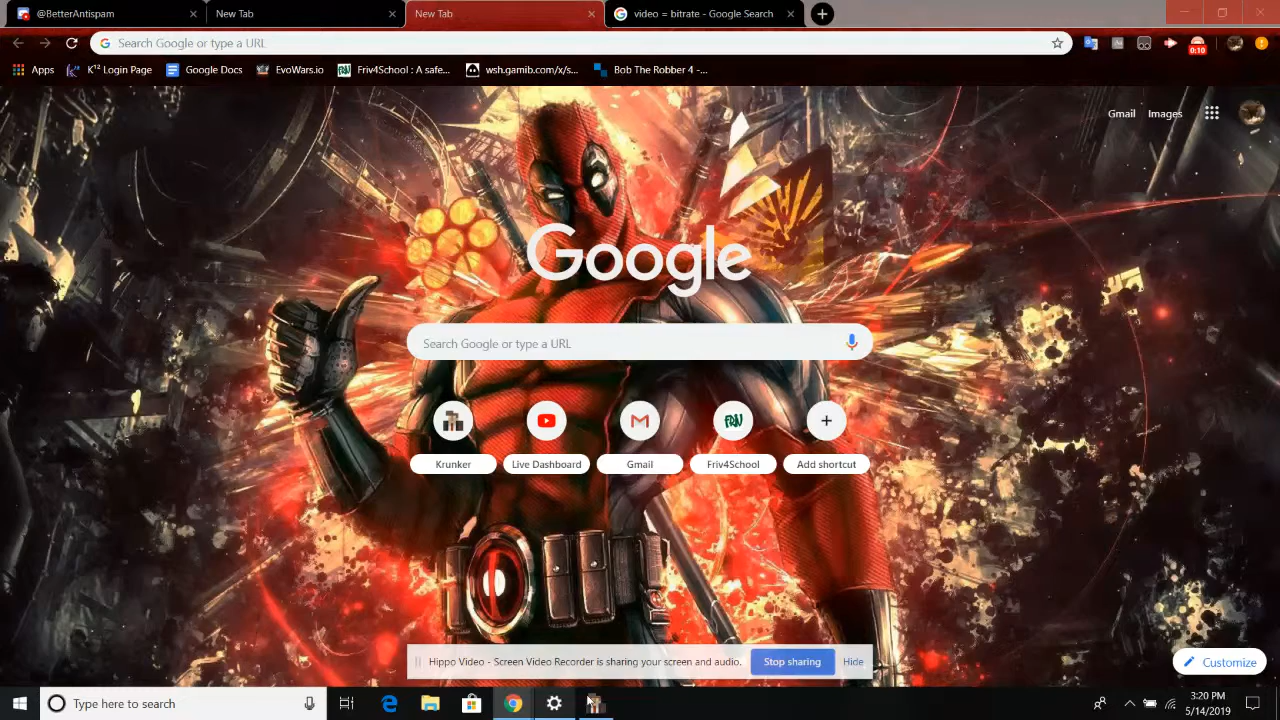 @BetterAntispam
New Tab
New Tab
video = bitrate - Google Search
Search Google or type a URL
0:10
Apps
K¹² Login Page
Google Docs
EvoWars.io
Friv4School : A safe...
wsh.gamib.com/x/s...
Bob The Robber 4 -...
Gmail
Images
Google
Search Google or type a URL
FRIV
Krunker
Live Dashboard
Gmail
Friv4School
Add shortcut
Hippo Video - Screen Video Recorder is sharing your screen and audio.
Stop sharing
Hide
Customize
Type here to search
3:20 PM
5/14/2019